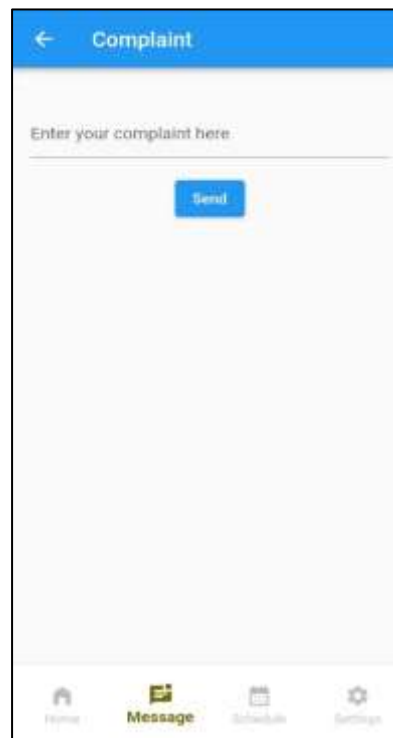 Complaint
Enter your complaint here
Send
Home
Message
Schedule
Settings